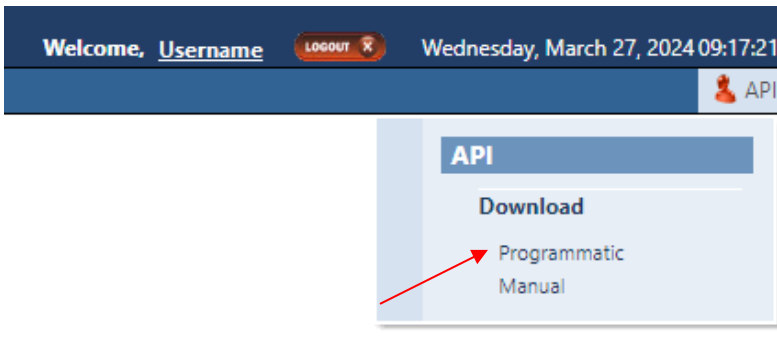 Welcome, Username LOGOUT X Wednesday, March 27, 2024 09:17:21
API
API
Download
Programmatic
Manual